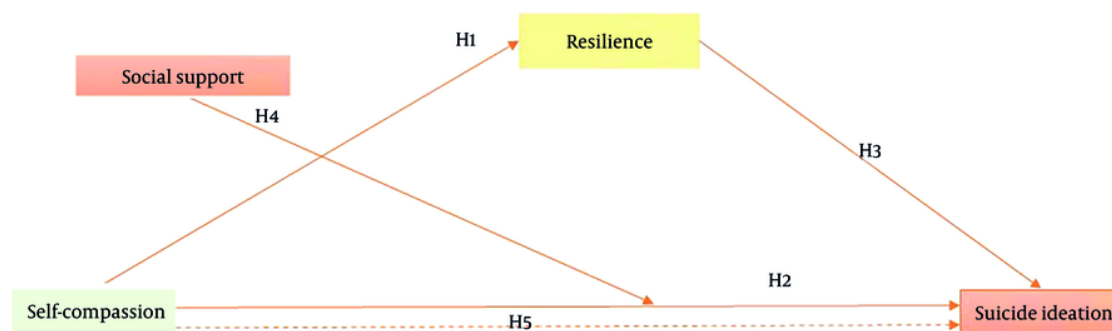 H1
Resilience
Social support
H4
H3
H2
Self-compassion
H5
Suicide ideation